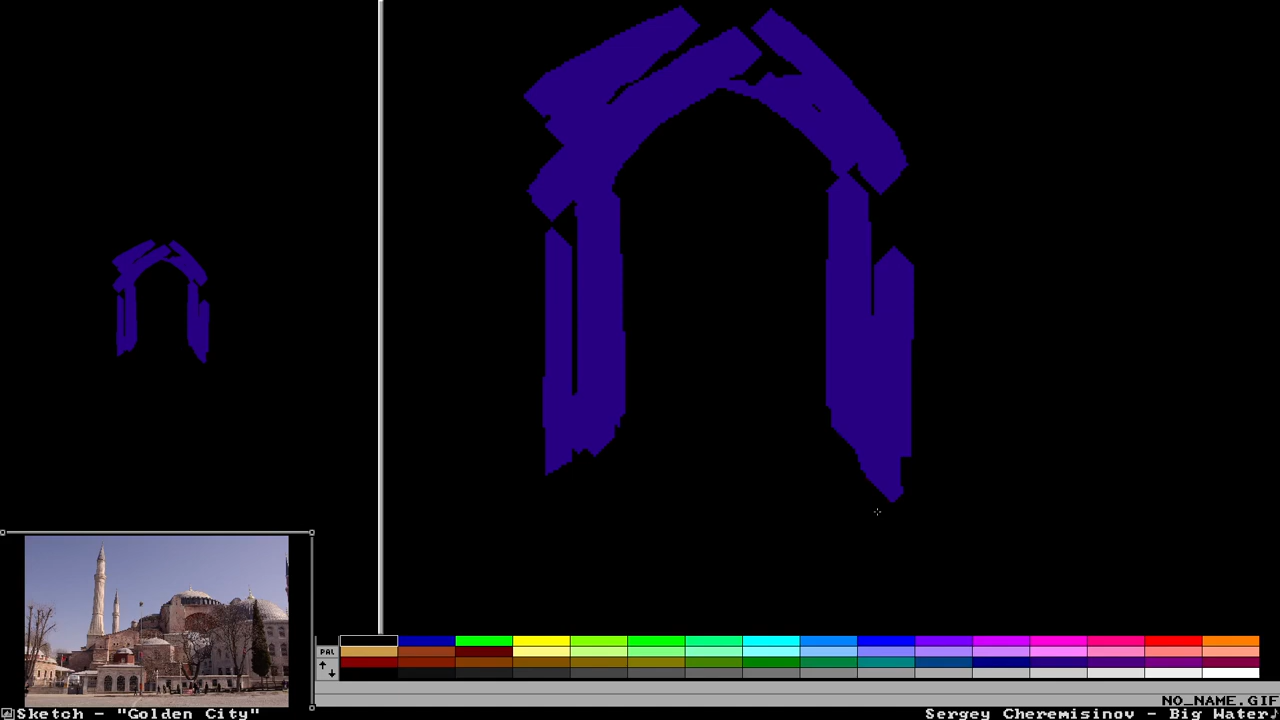 PAL
NO_NAME.GIF
Sketch - "Golden City"
Sergey Cheremisinov - Big Water♪